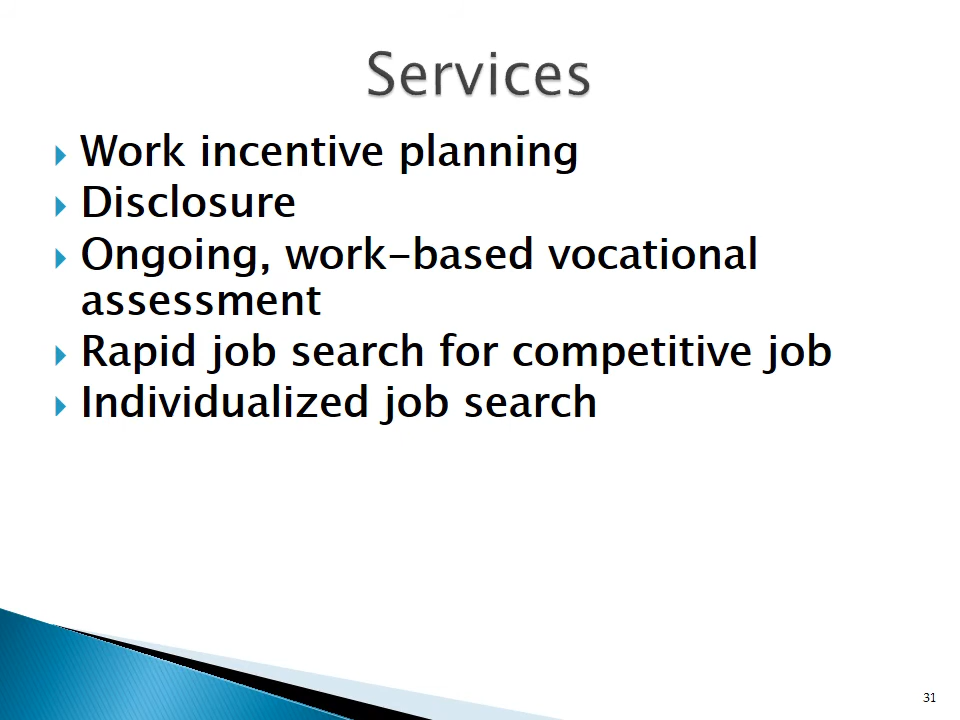 Services
Work incentive planning
Disclosure
Ongoing, work-based vocational
assessment
Rapid job search for competitive job
Individualized job search
31